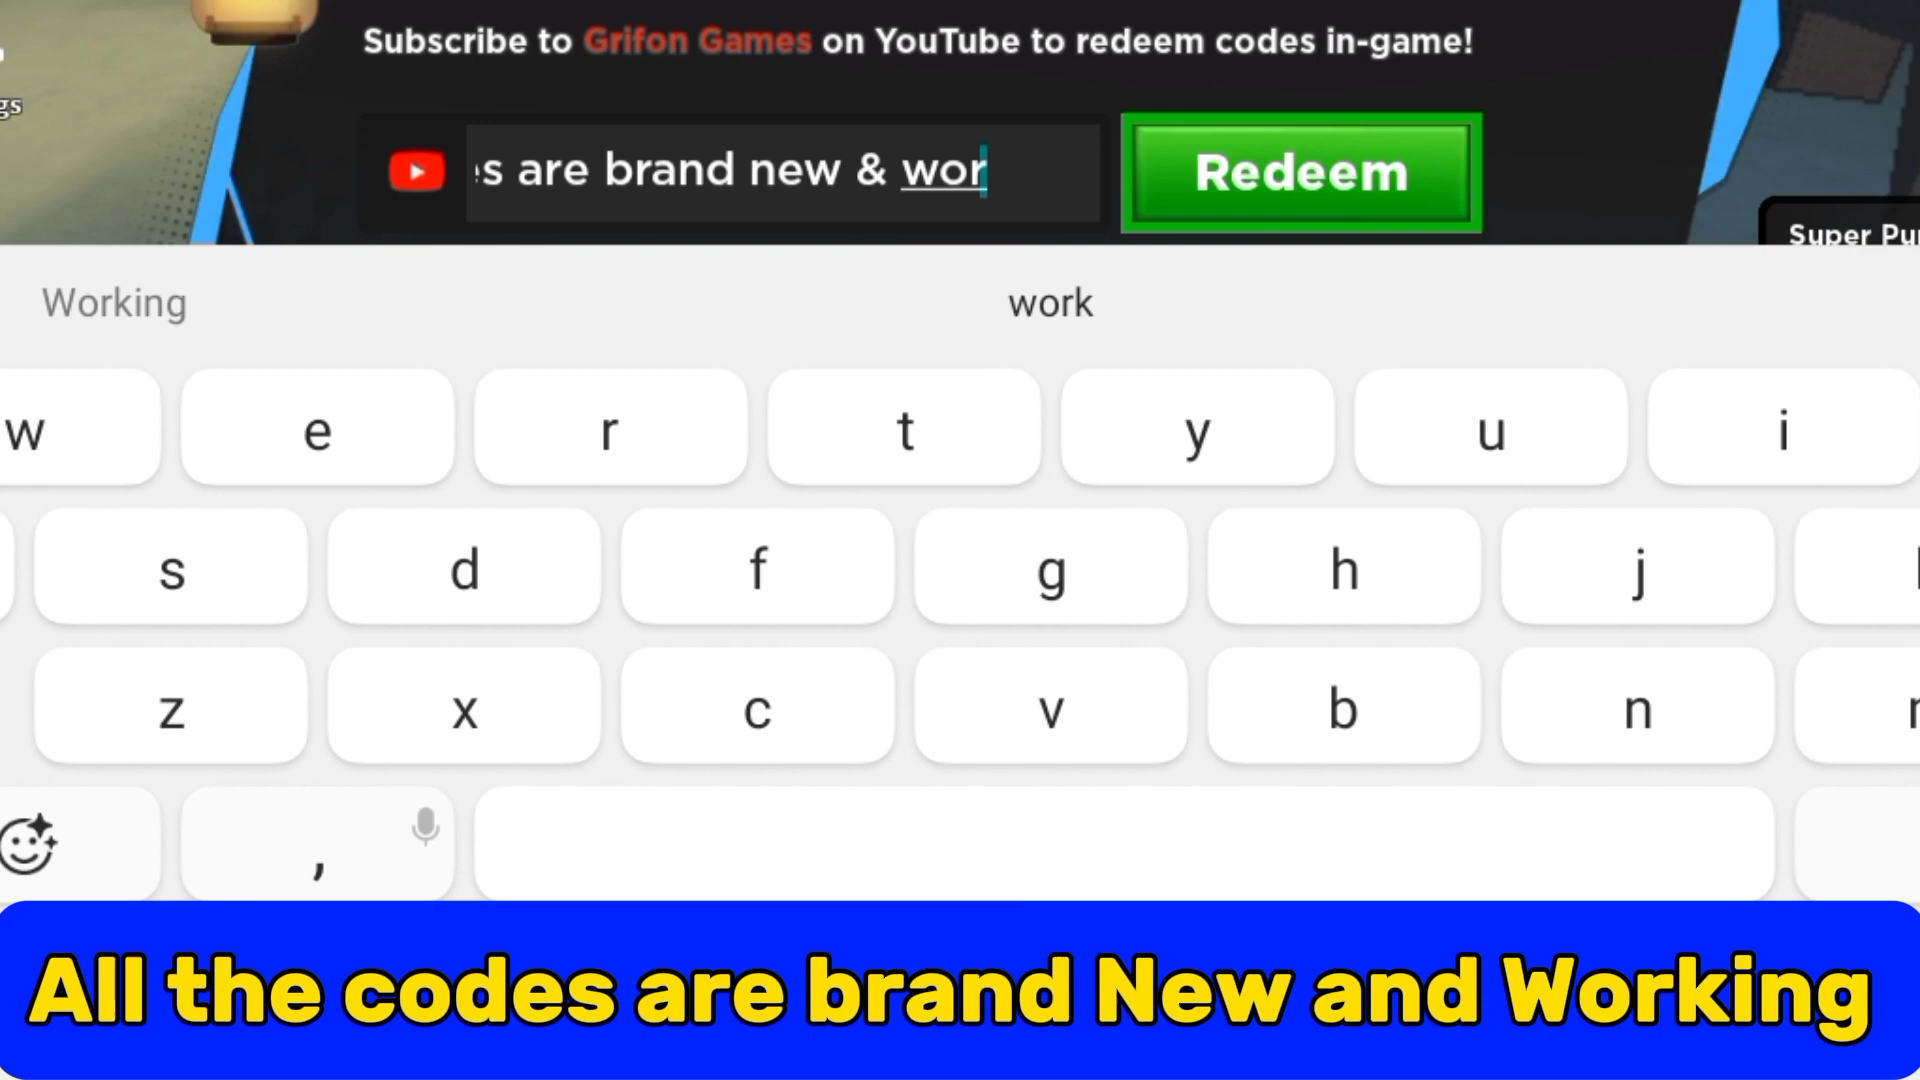 Subscribe to Grifon Games on YouTube to redeem codes in-game!
gs
s are brand new & wor
Redeem
Super Pu
Working work
w e r t y u i
s d f g h j
z x c v b n
,
All the codes are brand New and Working